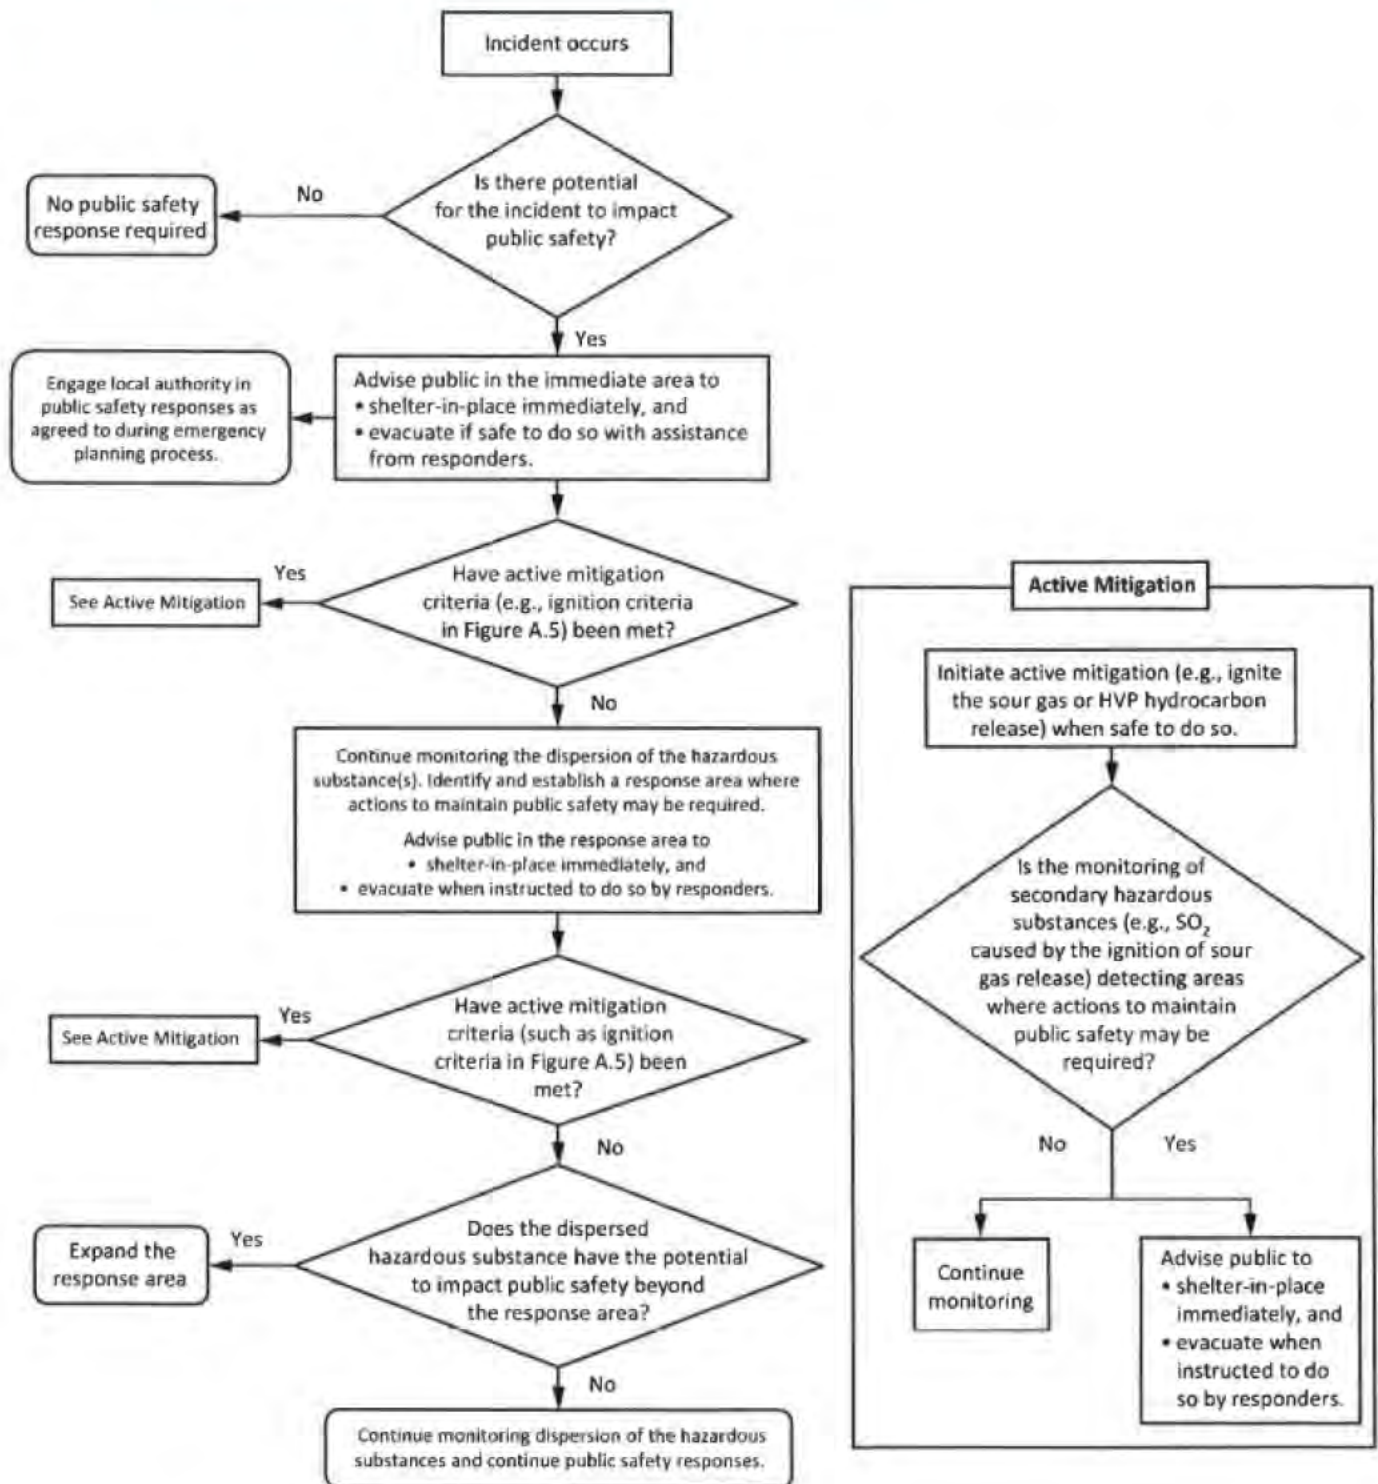 Incident occurs
Is there potential
for the incident to impact
public safety?
No
No public safety
response required
Yes
Engage local authority in
public safety responses as
agreed to during emergency
planning process.
Advise public in the immediate area to
• shelter-in-place immediately, and
• evacuate if safe to do so with assistance
from responders.
Have active mitigation
criteria (e.g., ignition criteria
in Figure A.5) been met?
Yes
See Active Mitigation
No
Continue monitoring the dispersion of the hazardous
substance(s). Identify and establish a response area where
actions to maintain public safety may be required.
Advise public in the response area to
• shelter-in-place immediately, and
• evacuate when instructed to do so by responders.
Have active mitigation
criteria (such as ignition
criteria in Figure A.5) been
met?
Yes
See Active Mitigation
No
Does the dispersed
hazardous substance have the potential
to impact public safety beyond
the response area?
Yes
Expand the
response area
No
Continue monitoring dispersion of the hazardous
substances and continue public safety responses.
Active Mitigation
Initiate active mitigation (e.g., ignite
the sour gas or HVP hydrocarbon
release) when safe to do so.
Is the monitoring of
secondary hazardous
substances (e.g., SO₂
caused by the ignition of sour
gas release) detecting areas
where actions to maintain
public safety may be
required?
No
Yes
Continue
monitoring
Advise public to
• shelter-in-place
immediately, and
• evacuate when
instructed to do
so by responders.